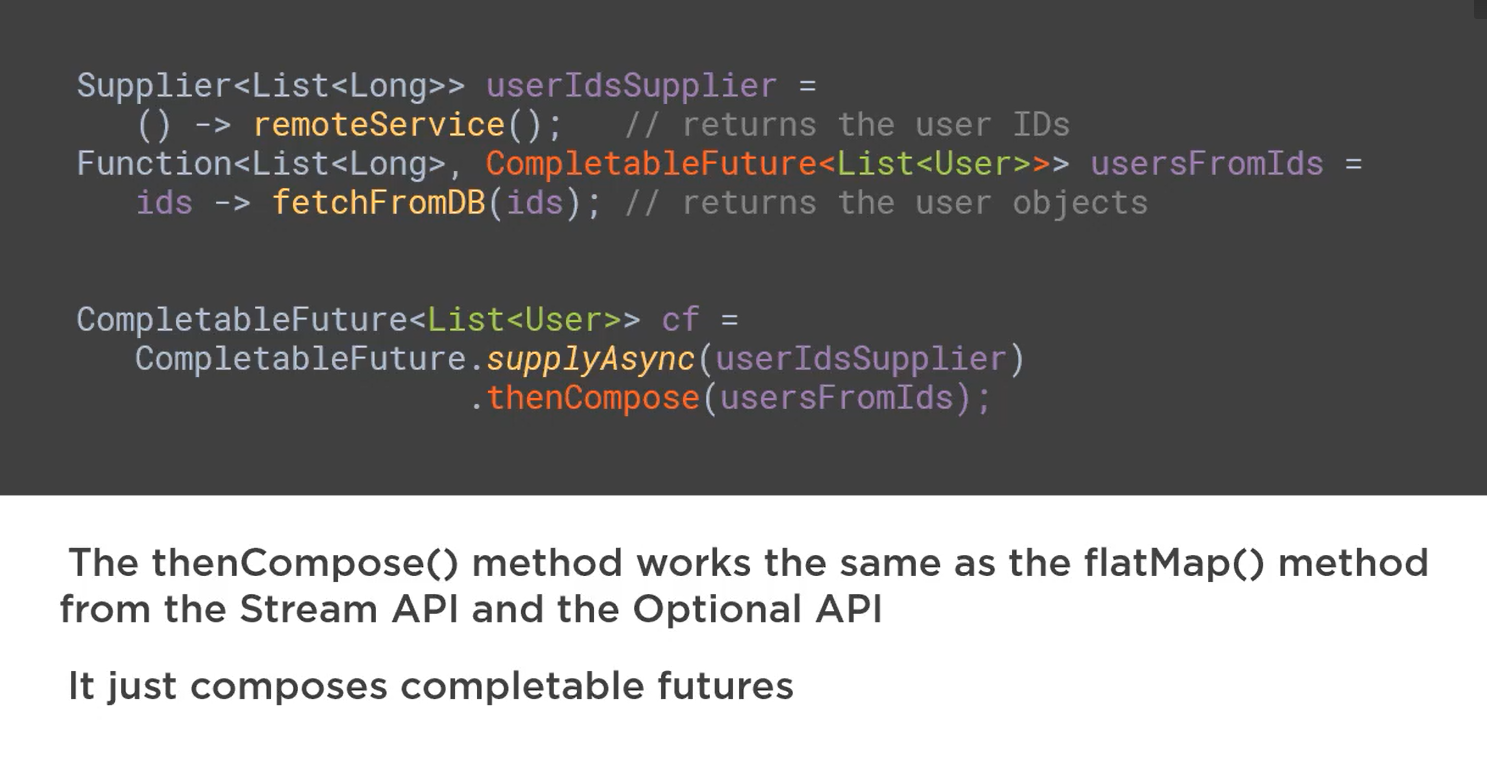 Supplier<List<Long>> userIdsSupplier =
() -> remoteService(); // returns the user IDs
Function<List<Long>, CompletableFuture<List<User>>> usersFromIds =
ids -> fetchFromDB(ids); // returns the user objects
CompletableFuture<List<User>> cf =
CompletableFuture.supplyAsync(userIdsSupplier)
.thenCompose(usersFromIds);
The thenCompose() method works the same as the flatMap() method
from the Stream API and the Optional API
It just composes completable futures